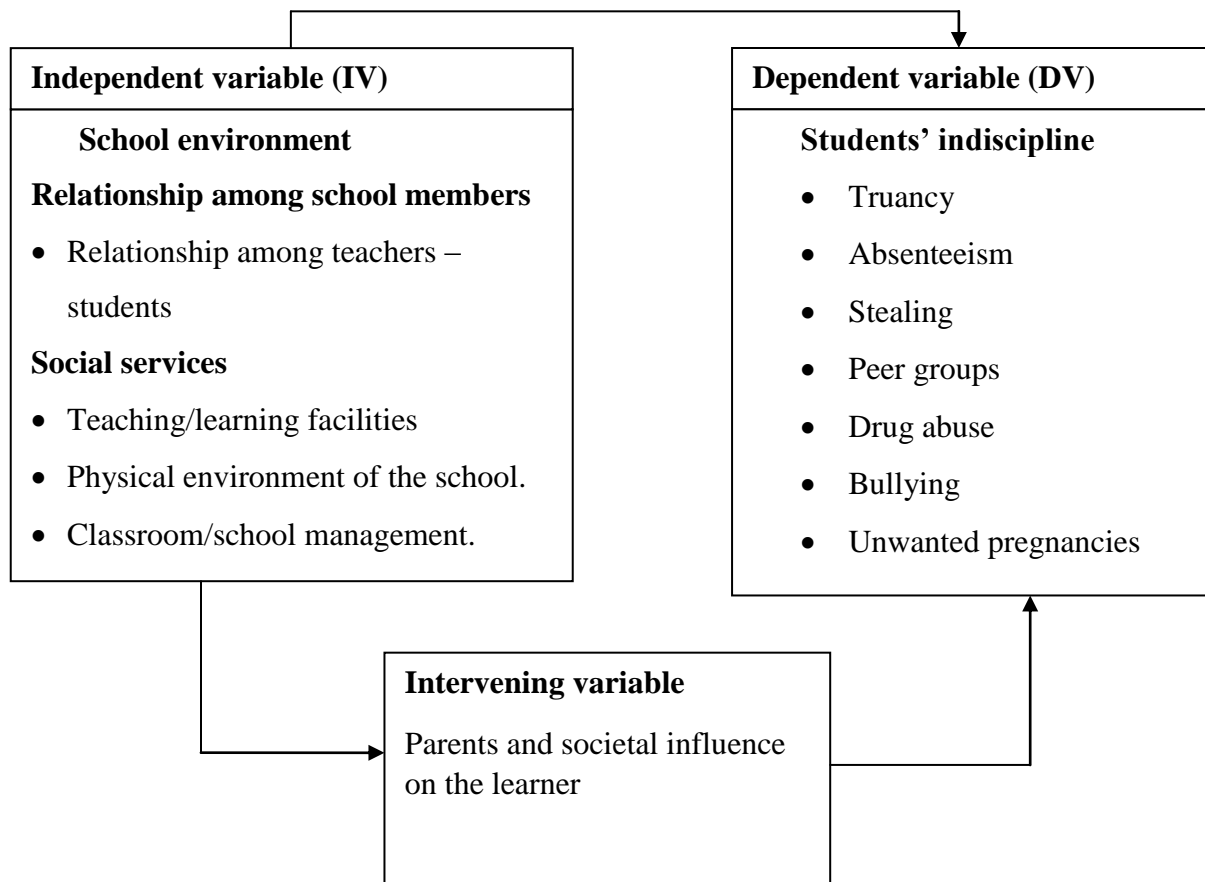 Independent variable (IV)
School environment
Relationship among school members
• Relationship among teachers –
students
Social services
• Teaching/learning facilities
• Physical environment of the school.
• Classroom/school management.
Dependent variable (DV)
Students’ indiscipline
• Truancy
• Absenteeism
• Stealing
• Peer groups
• Drug abuse
• Bullying
• Unwanted pregnancies
Intervening variable
Parents and societal influence
on the learner